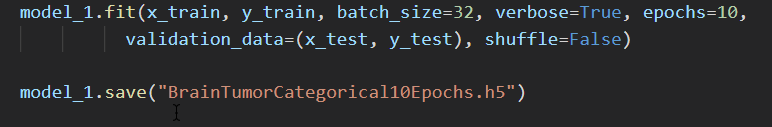 model_1.fit(x_train, y_train, batch_size=32, verbose=True, epochs=10,
validation_data=(x_test, y_test), shuffle=False)
model_1.save("BrainTumorCategorical10Epochs.h5")